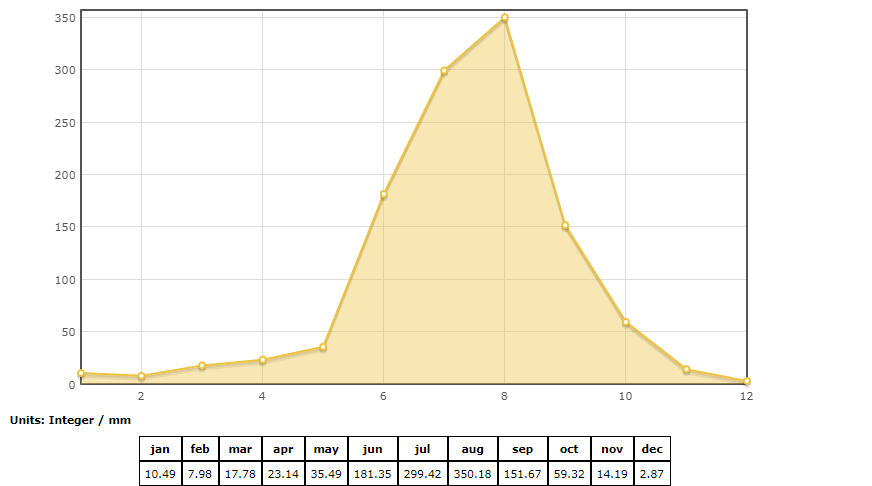 350
300
250
200
150
100
50
0
2 4 6 8 10 12
Units: Integer / mm
jan feb mar apr may jun jul aug sep oct nov dec
10.49 7.98 17.78 23.14 35.49 181.35 299.42 350.18 151.67 59.32 14.19 2.87